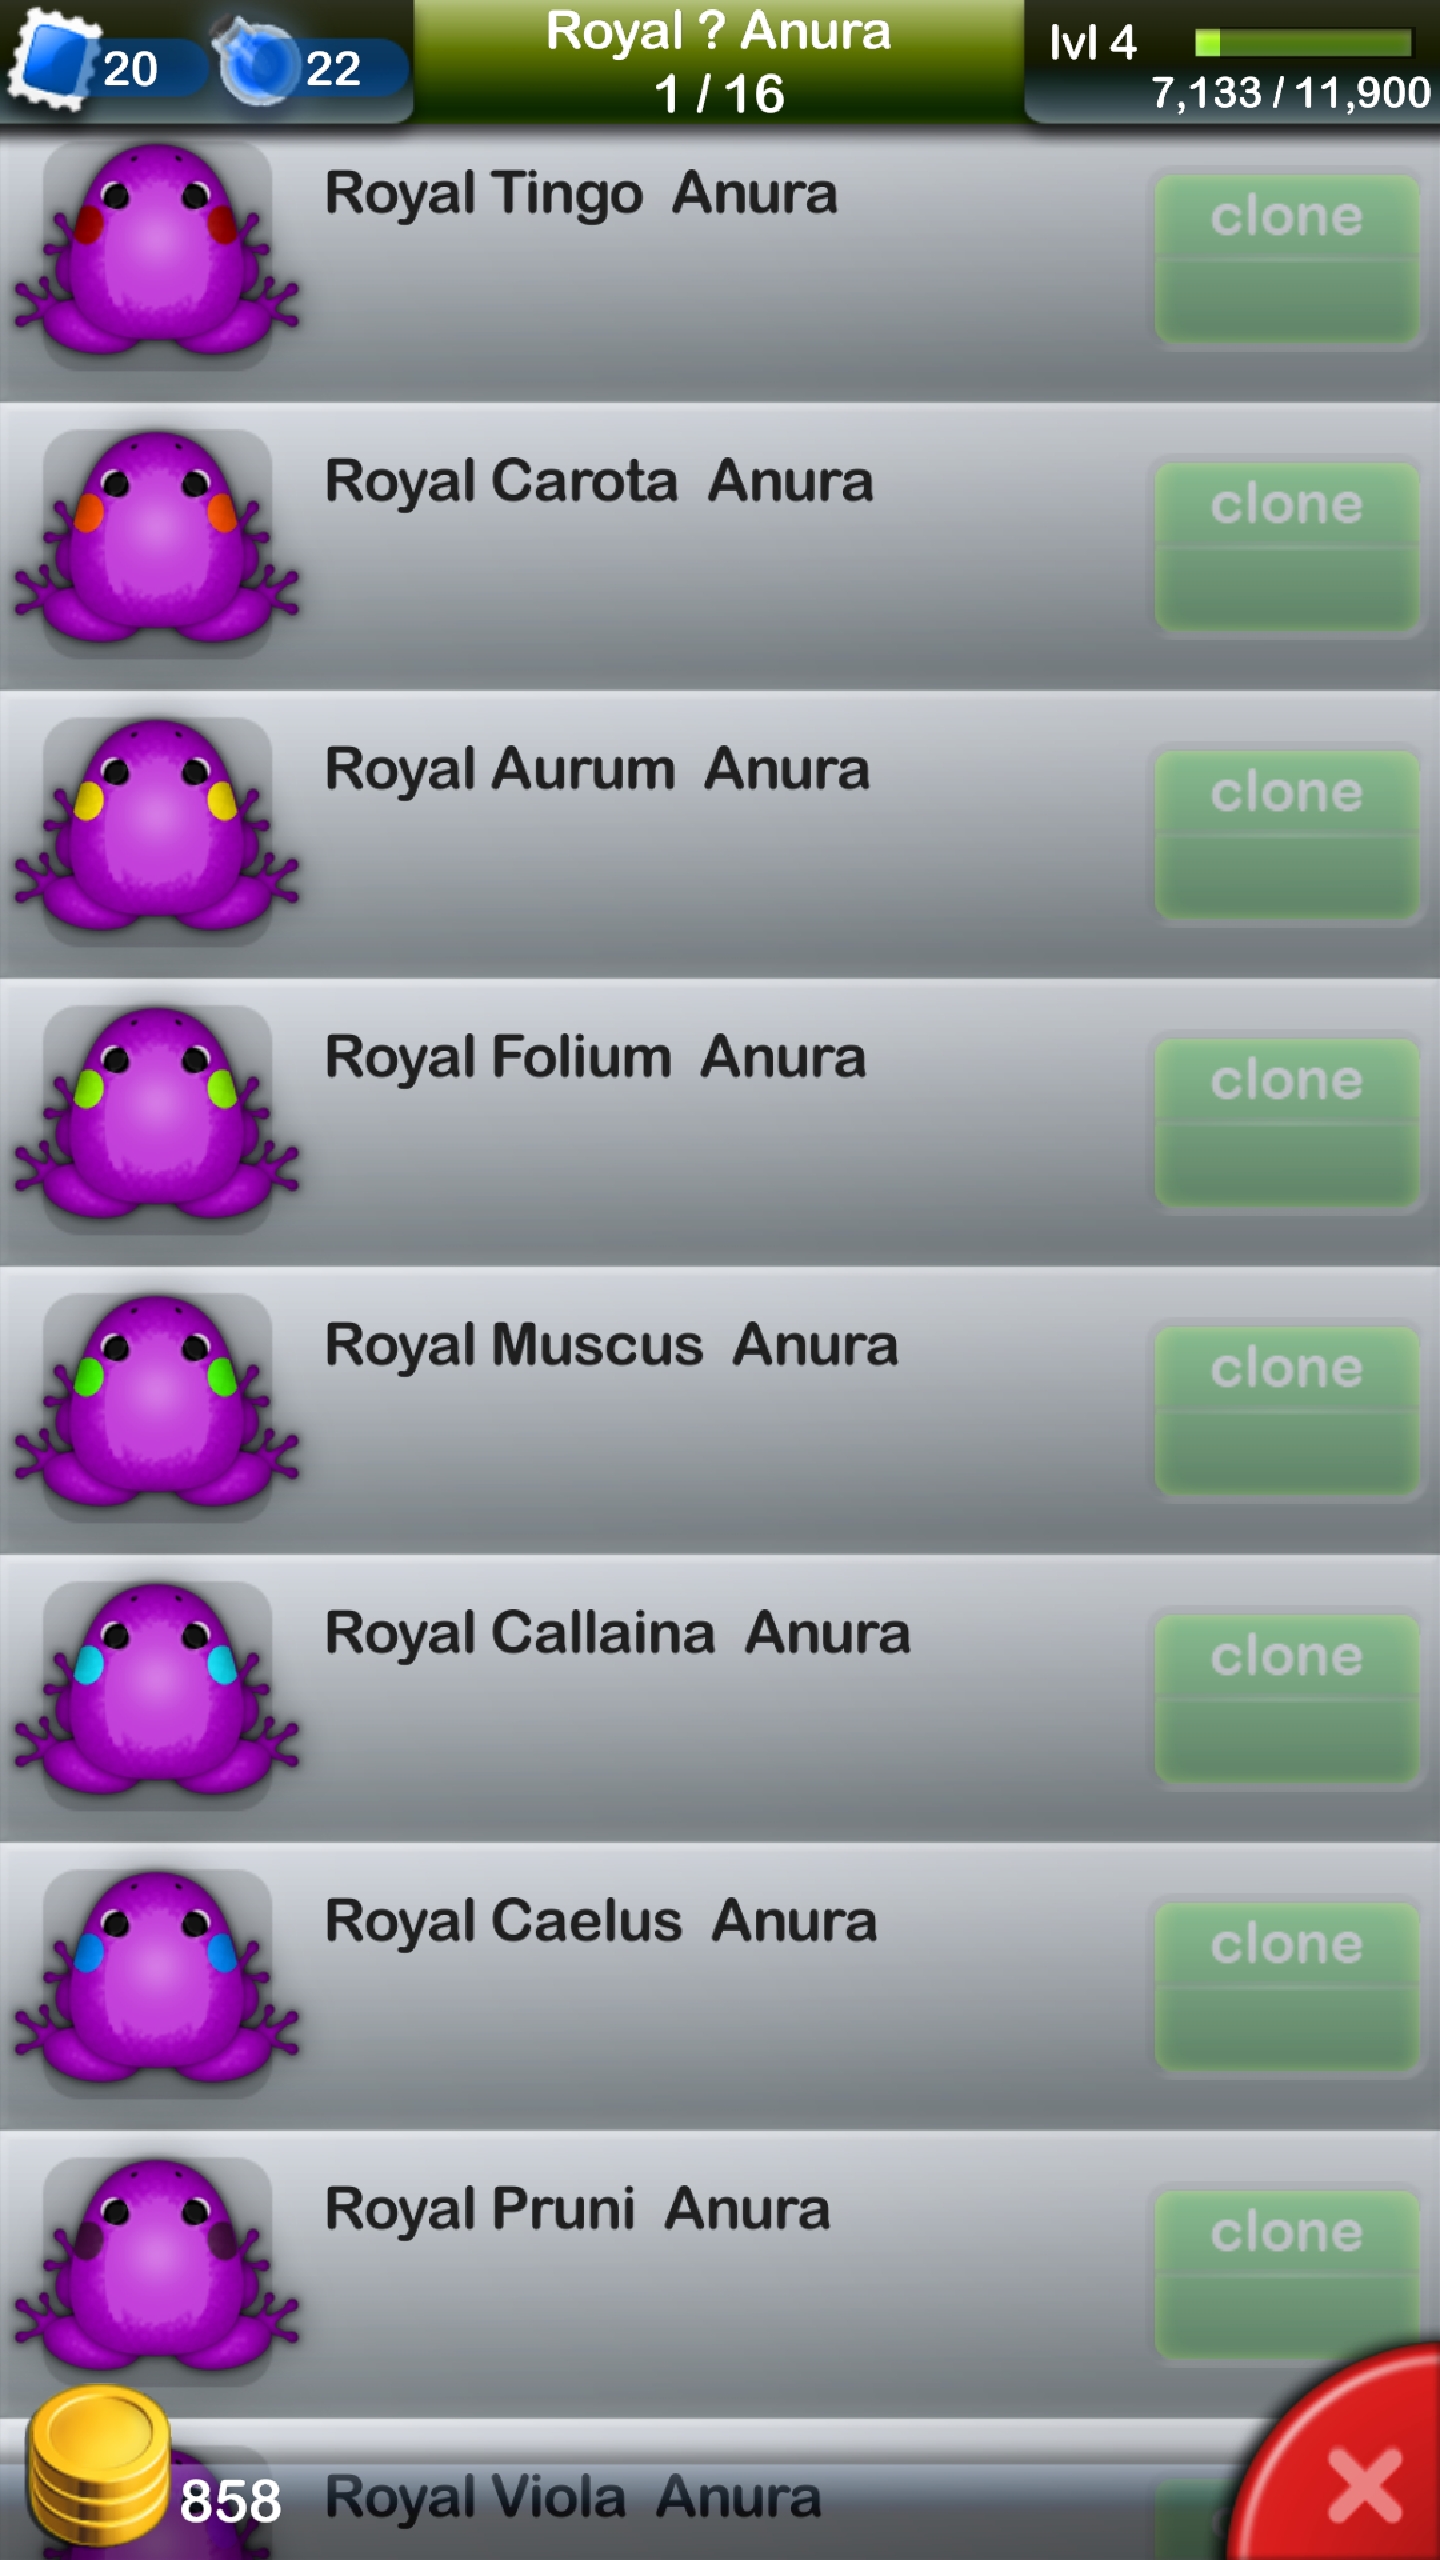 20
22
Royal ? Anura
1 / 16
lvl 4
7,133 / 11,900
Royal Tingo Anura
clone
Royal Carota Anura
clone
Royal Aurum Anura
clone
Royal Folium Anura
clone
Royal Muscus Anura
clone
Royal Callaina Anura
clone
Royal Caelus Anura
clone
Royal Pruni Anura
clone
858
Royal Viola Anura